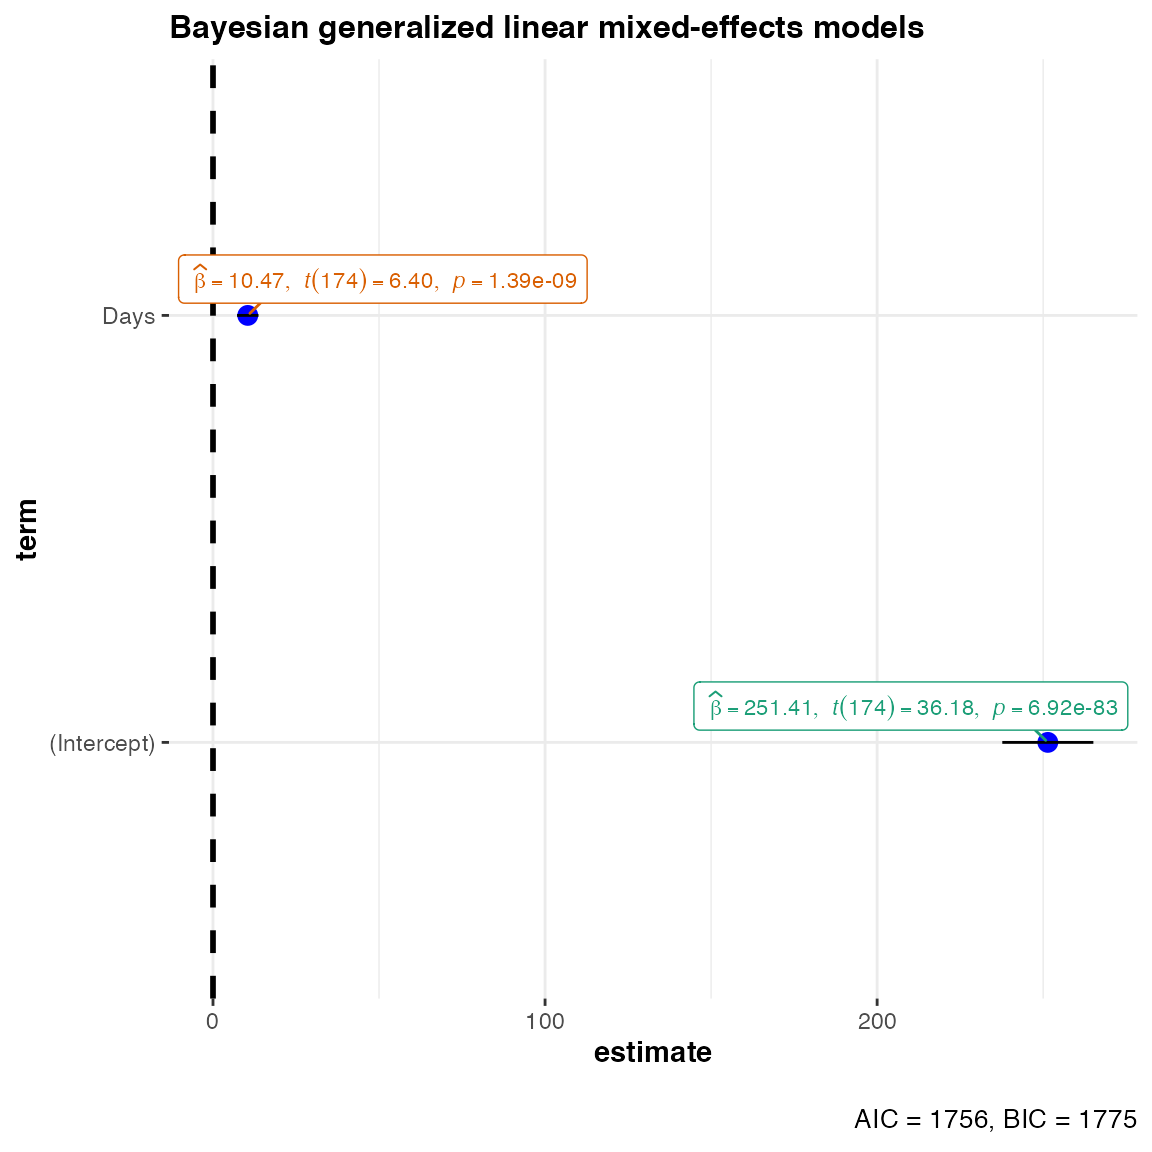 Bayesian generalized linear mixed-effects models
β̂ = 10.47, t(174) = 6.40, p = 1.39e-09
Days
term
β̂ = 251.41, t(174) = 36.18, p = 6.92e-83
(Intercept)
0 100 200
estimate
AIC = 1756, BIC = 1775